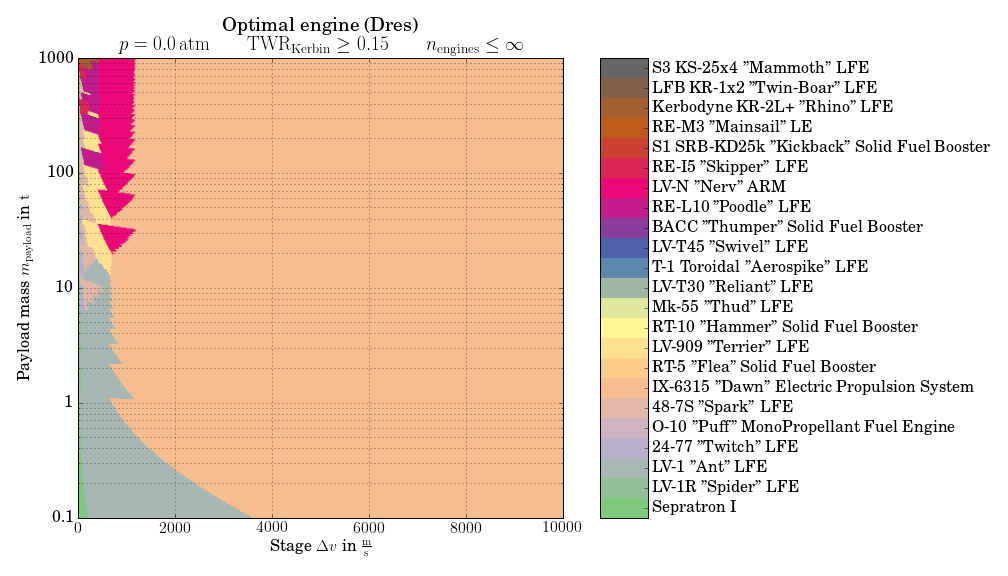 Optimal engine (Dres)
p = 0.0 atm TWR_Kerbin ≥ 0.15 n_engines ≤ ∞
1000
100
10
1
0.1
Payload mass m_payload in t
0 2000 4000 6000 8000 10000
Stage Δv in m/s
S3 KS-25x4 ”Mammoth” LFE
LFB KR-1x2 ”Twin-Boar” LFE
Kerbodyne KR-2L+ ”Rhino” LFE
RE-M3 ”Mainsail” LE
S1 SRB-KD25k ”Kickback” Solid Fuel Booster
RE-I5 ”Skipper” LFE
LV-N ”Nerv” ARM
RE-L10 ”Poodle” LFE
BACC ”Thumper” Solid Fuel Booster
LV-T45 ”Swivel” LFE
T-1 Toroidal ”Aerospike” LFE
LV-T30 ”Reliant” LFE
Mk-55 ”Thud” LFE
RT-10 ”Hammer” Solid Fuel Booster
LV-909 ”Terrier” LFE
RT-5 ”Flea” Solid Fuel Booster
IX-6315 ”Dawn” Electric Propulsion System
48-7S ”Spark” LFE
O-10 ”Puff” MonoPropellant Fuel Engine
24-77 ”Twitch” LFE
LV-1 ”Ant” LFE
LV-1R ”Spider” LFE
Sepratron I